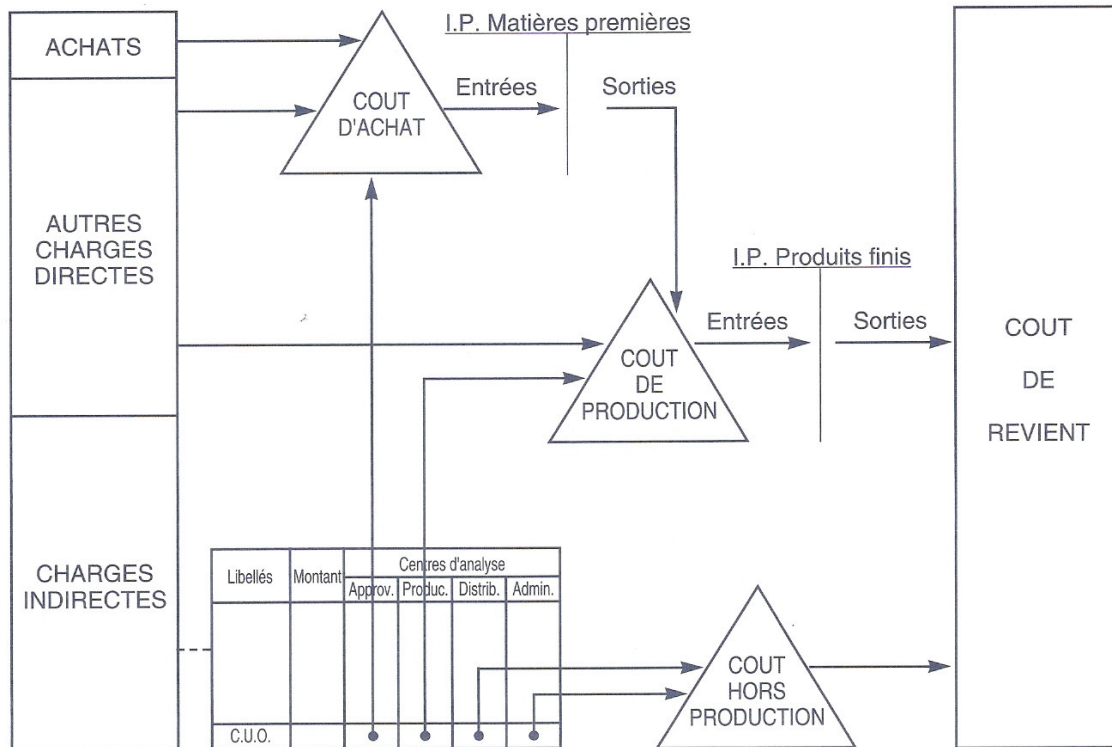 ACHATS
AUTRES
CHARGES
DIRECTES
CHARGES
INDIRECTES
COUT
D'ACHAT
I.P. Matières premières
Entrées
Sorties
I.P. Produits finis
Entrées
Sorties
COUT
DE
PRODUCTION
COUT
DE
REVIENT
Libellés
Montant
Centres d'analyse
Approv.
Produc.
Distrib.
Admin.
C.U.O.
COUT
HORS
PRODUCTION